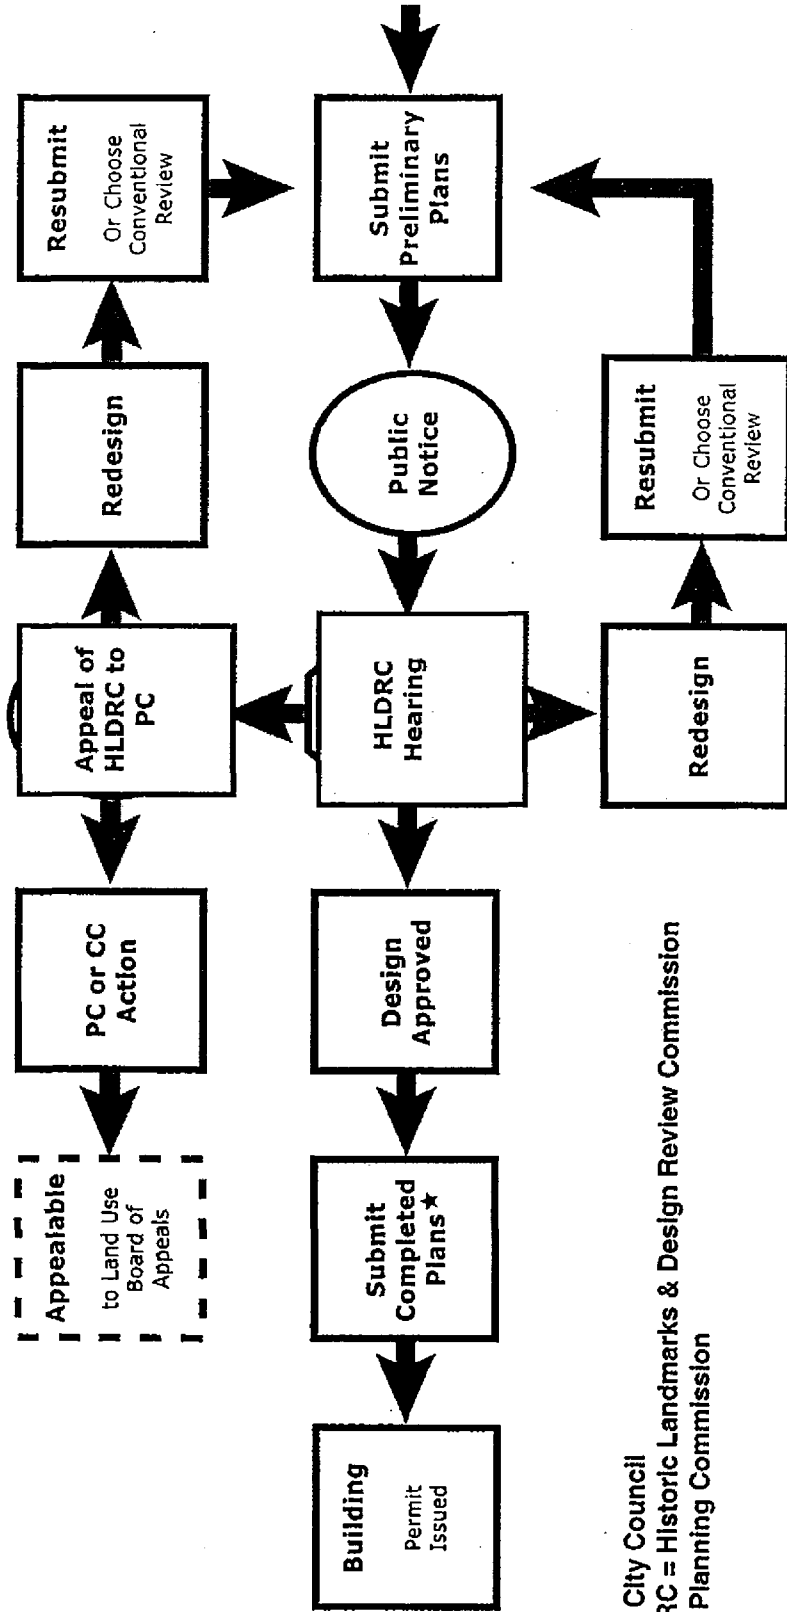 Resubmit
Or Choose
Conventional
Review
Redesign
Appeal of
HLDRC to
PC
PC or CC
Action
Appealable
to Land Use
Board of
Appeals
Submit
Preliminary
Plans
Public
Notice
HLDRC
Hearing
Design
Approved
Submit
Completed
Plans★
Building
Permit
Issued
Resubmit
Or Choose
Conventional
Review
Redesign
City Council
RC = Historic Landmarks & Design Review Commission
Planning Commission